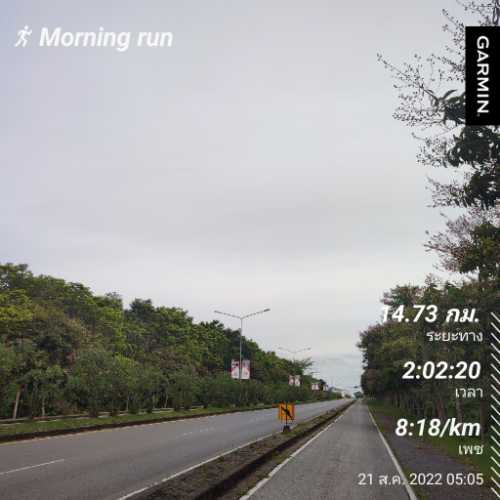 Morning run
GARMIN
14.73 กม.
ระยะทาง
2:02:20
เวลา
8:18/km
เพซ
21 ส.ค. 2022 05:05